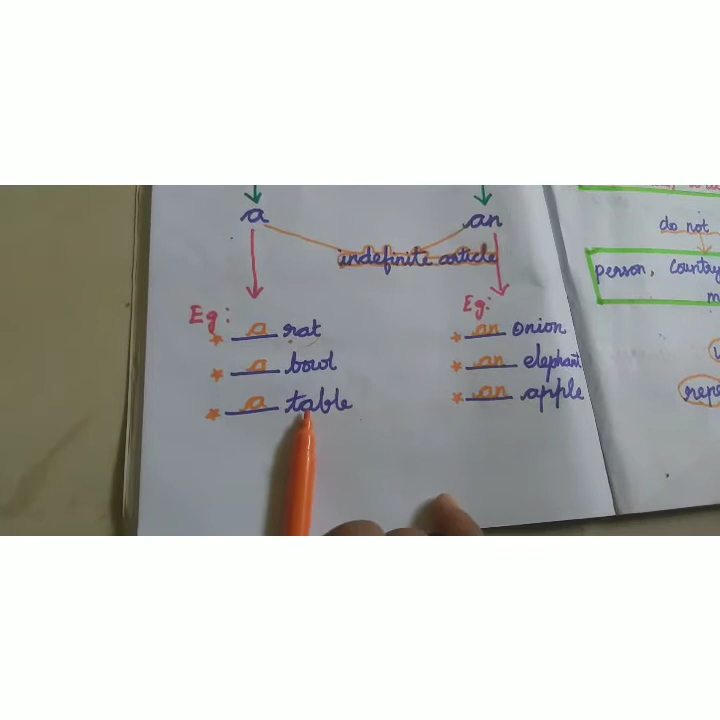 a an
indefinite article
Eg: Eg:
* a rat * an onion
* a bowl * an elephant
* a table * an apple
do not
person, Country